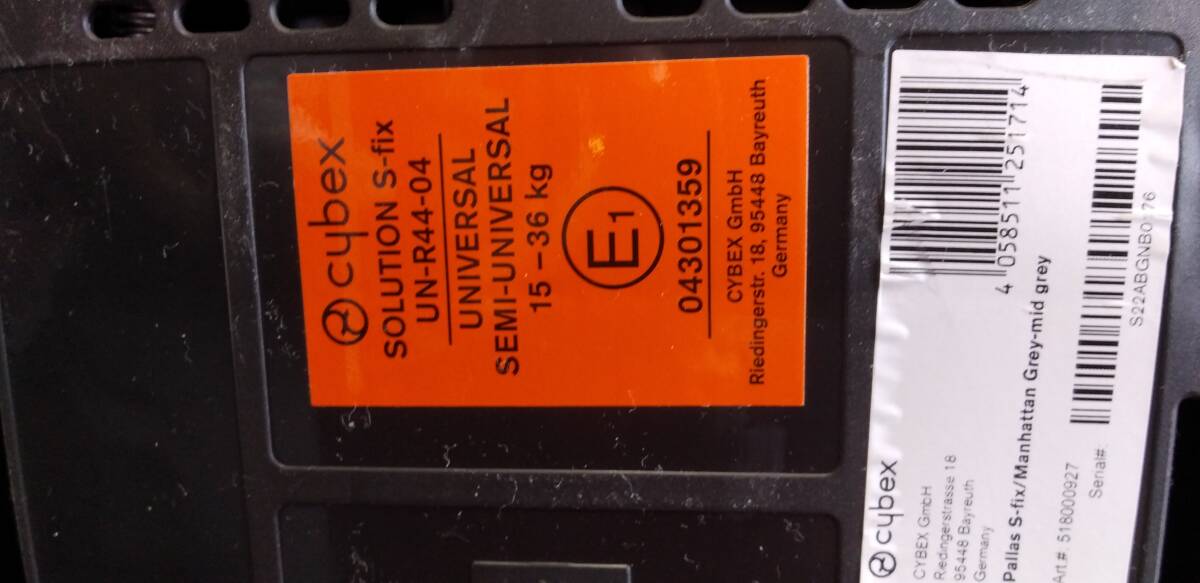 cybex
SOLUTION S-fix
UN-R44-04
UNIVERSAL
SEMI-UNIVERSAL
15 – 36 kg
E1
04301359
CYBEX GmbH
Riedingerstr. 18, 95448 Bayreuth
Germany
cybex
CYBEX GmbH
Riedingerstrasse 18
95448 Bayreuth
Germany
4 058511 251714
Pallas S-fix/Manhattan Grey-mid grey
Art.#: 518000927
Serial#: